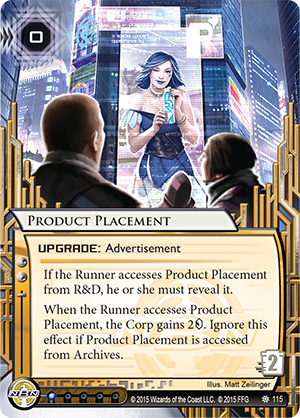 0
PRODUCT PLACEMENT
UPGRADE: Advertisement
If the Runner accesses Product Placement
from R&D, he or she must reveal it.
When the Runner accesses Product
Placement, the Corp gains 2. Ignore this
effect if Product Placement is accessed
from Archives.
2
Illus. Matt Zeilinger
NBN
© 2015 Wizards of the Coast LLC. © 2015 FFG
115